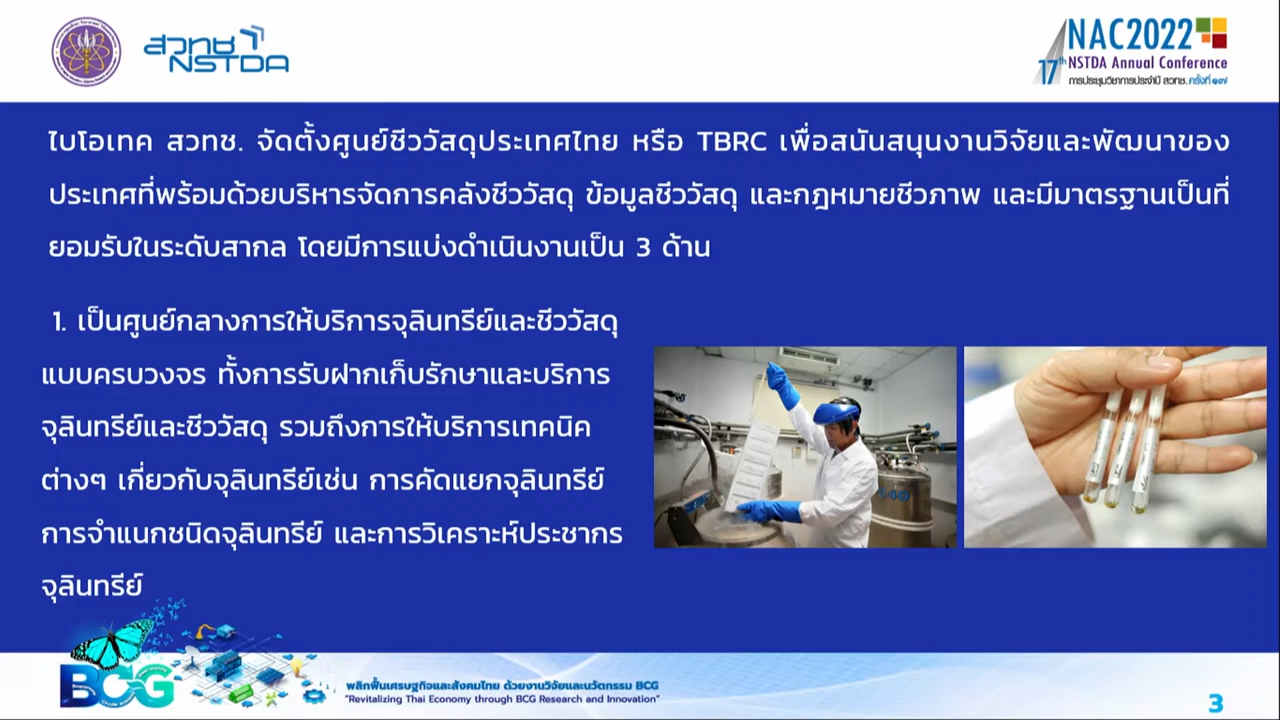 สวทช
NSTDA
NAC2022
17th NSTDA Annual Conference
การประชุมวิชาการประจำปี สวทช. ครั้งที่ ๑๗
ไบโอเทค สวทช. จัดตั้งศูนย์ชีววัสดุประเทศไทย หรือ TBRC เพื่อสนันสนุนงานวิจัยและพัฒนาของ
ประเทศที่พร้อมด้วยบริหารจัดการคลังชีววัสดุ ข้อมูลชีววัสดุ และกฎหมายชีวภาพ และมีมาตรฐานเป็นที่
ยอมรับในระดับสากล โดยมีการแบ่งดำเนินงานเป็น 3 ด้าน
1. เป็นศูนย์กลางการให้บริการจุลินทรีย์และชีววัสดุ
แบบครบวงจร ทั้งการรับฝากเก็บรักษาและบริการ
จุลินทรีย์และชีววัสดุ รวมถึงการให้บริการเทคนิค
ต่างๆ เกี่ยวกับจุลินทรีย์เช่น การคัดแยกจุลินทรีย์
การจำแนกชนิดจุลินทรีย์ และการวิเคราะห์ประชากร
จุลินทรีย์
BCG
พลิกฟื้นเศรษฐกิจและสังคมไทย ด้วยงานวิจัยและนวัตกรรม BCG
"Revitalizing Thai Economy through BCG Research and Innovation"
3